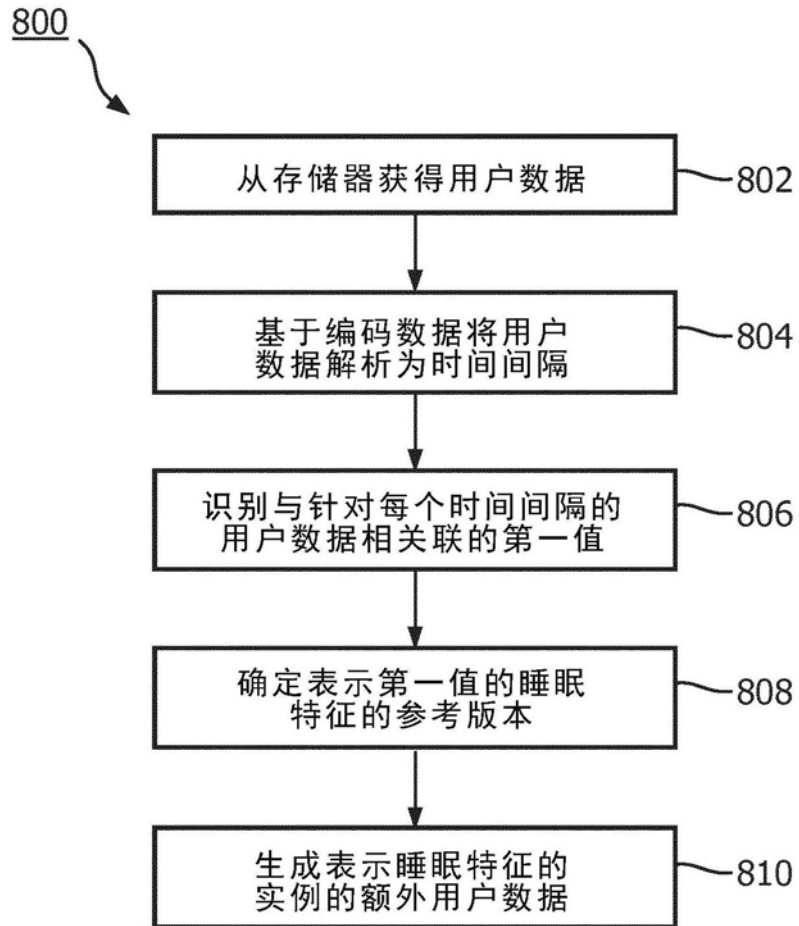 800
从存储器获得用户数据
802
基于编码数据将用户
数据解析为时间间隔
804
识别与针对每个时间间隔的
用户数据相关联的第一值
806
确定表示第一值的睡眠
特征的参考版本
808
生成表示睡眠特征的
实例的额外用户数据
810